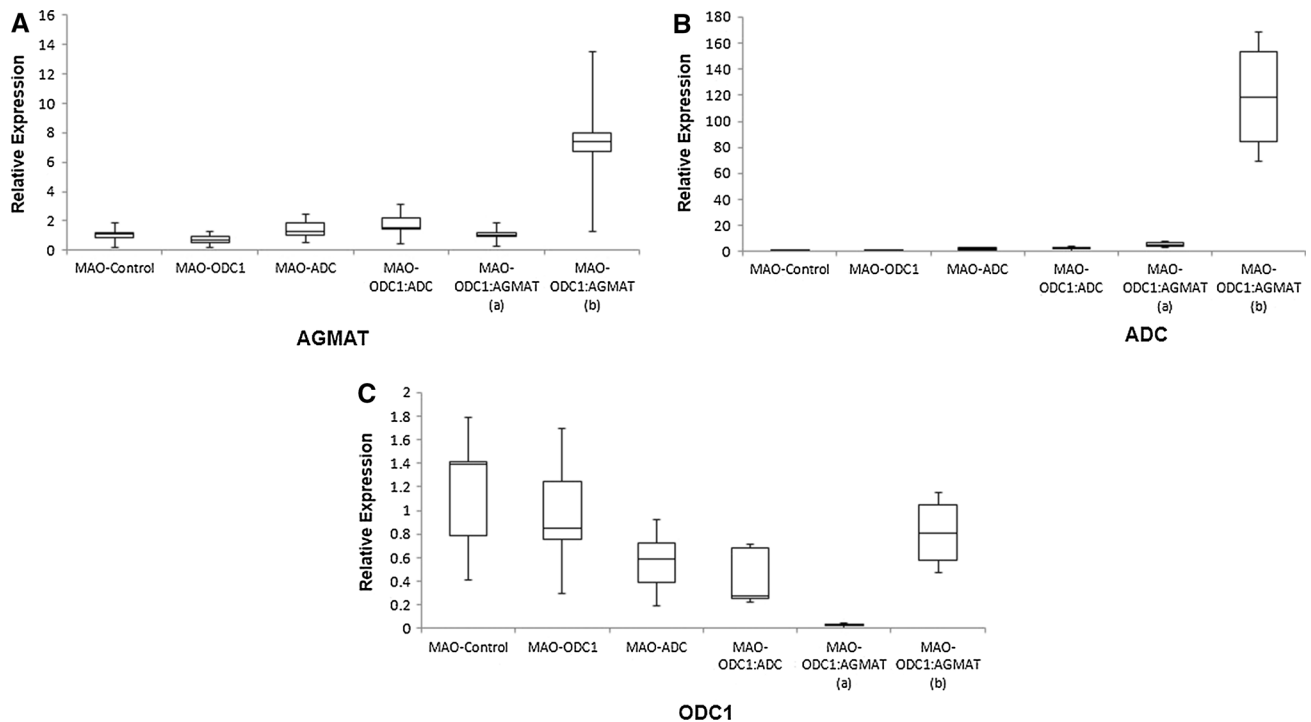 A
Relative Expression
16
14
12
10
8
6
4
2
0
MAO-Control
MAO-ODC1
MAO-ADC
MAO-
ODC1:ADC
MAO-
ODC1:AGMAT
(a)
MAO-
ODC1:AGMAT
(b)
AGMAT
B
Relative Expression
180
160
140
120
100
80
60
40
20
0
MAO-Control
MAO-ODC1
MAO-ADC
MAO-
ODC1:ADC
MAO-
ODC1:AGMAT
(a)
MAO-
ODC1:AGMAT
(b)
ADC
C
Relative Expression
2
1.8
1.6
1.4
1.2
1
0.8
0.6
0.4
0.2
0
MAO-Control
MAO-ODC1
MAO-ADC
MAO-
ODC1:ADC
MAO-
ODC1:AGMAT
(a)
MAO-
ODC1:AGMAT
(b)
ODC1